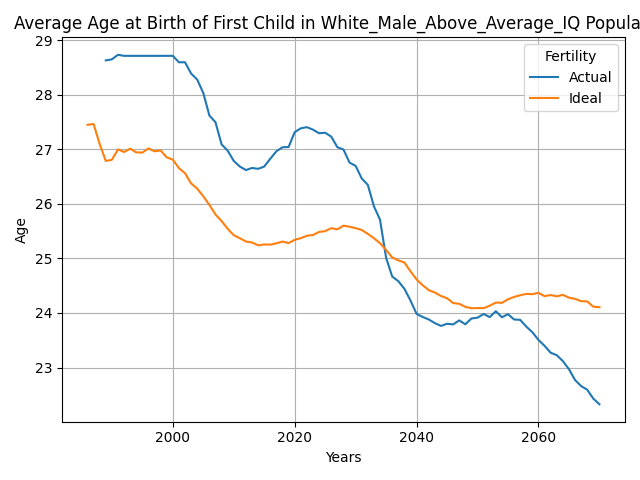 Average Age at Birth of First Child in White_Male_Above_Average_IQ Popula
29
28
27
26
25
24
23
Age
Fertility
Actual
Ideal
2000 2020 2040 2060
Years